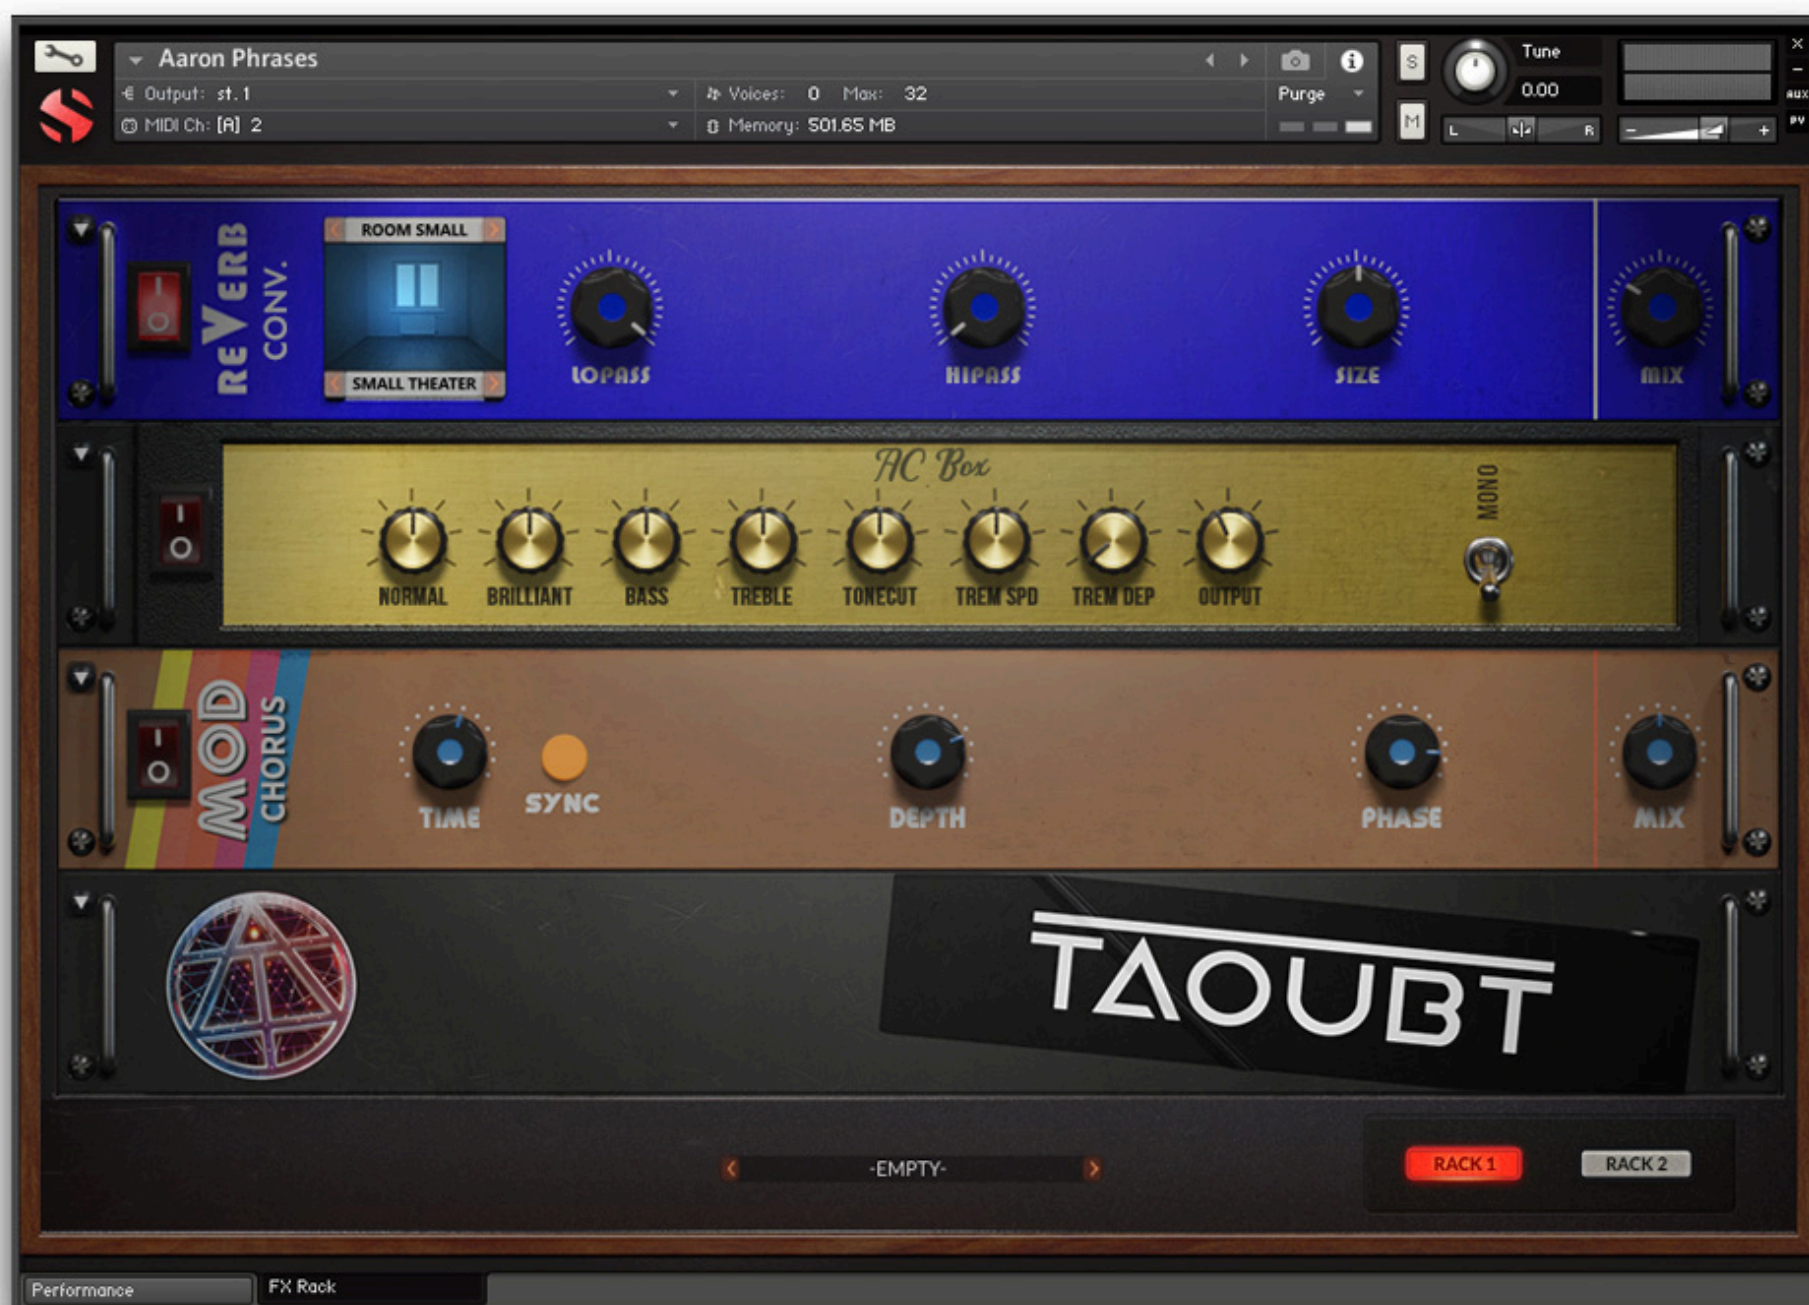 Aaron Phrases
Output: st.1
Voices: 0 Max: 32
Purge
MIDI Ch: [A] 2
Memory: 501.65 MB
S
M
Tune
0.00
L R
- +
x
-
AUX
PV
REVERB
CONV.
ROOM SMALL
SMALL THEATER
LOPASS
HIPASS
SIZE
MIX
AC Box
NORMAL
BRILLIANT
BASS
TREBLE
TONECUT
TREM SPD
TREM DEP
OUTPUT
MONO
MOD
CHORUS
TIME
SYNC
DEPTH
PHASE
MIX
TAOUBT
-EMPTY-
RACK 1
RACK 2
Performance
FX Rack